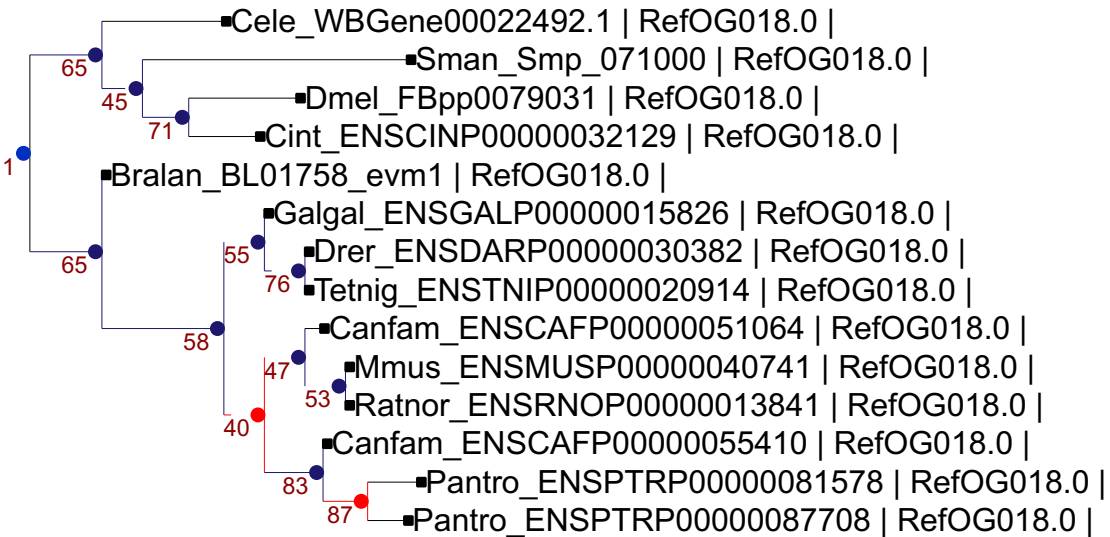 Cele_WBGene00022492.1 | RefOG018.0 |
65
Sman_Smp_071000 | RefOG018.0 |
45
Dmel_FBpp0079031 | RefOG018.0 |
71
Cint_ENSCINP00000032129 | RefOG018.0 |
1
Bralan_BL01758_evm1 | RefOG018.0 |
Galgal_ENSGALP00000015826 | RefOG018.0 |
65
55
Drer_ENSDARP00000030382 | RefOG018.0 |
76
Tetnig_ENSTNIP00000020914 | RefOG018.0 |
58
Canfam_ENSCAFP00000051064 | RefOG018.0 |
47
Mmus_ENSMUSP00000040741 | RefOG018.0 |
53
Ratnor_ENSRNOP00000013841 | RefOG018.0 |
40
Canfam_ENSCAFP00000055410 | RefOG018.0 |
83
Pantro_ENSPTRP00000081578 | RefOG018.0 |
87
Pantro_ENSPTRP00000087708 | RefOG018.0 |